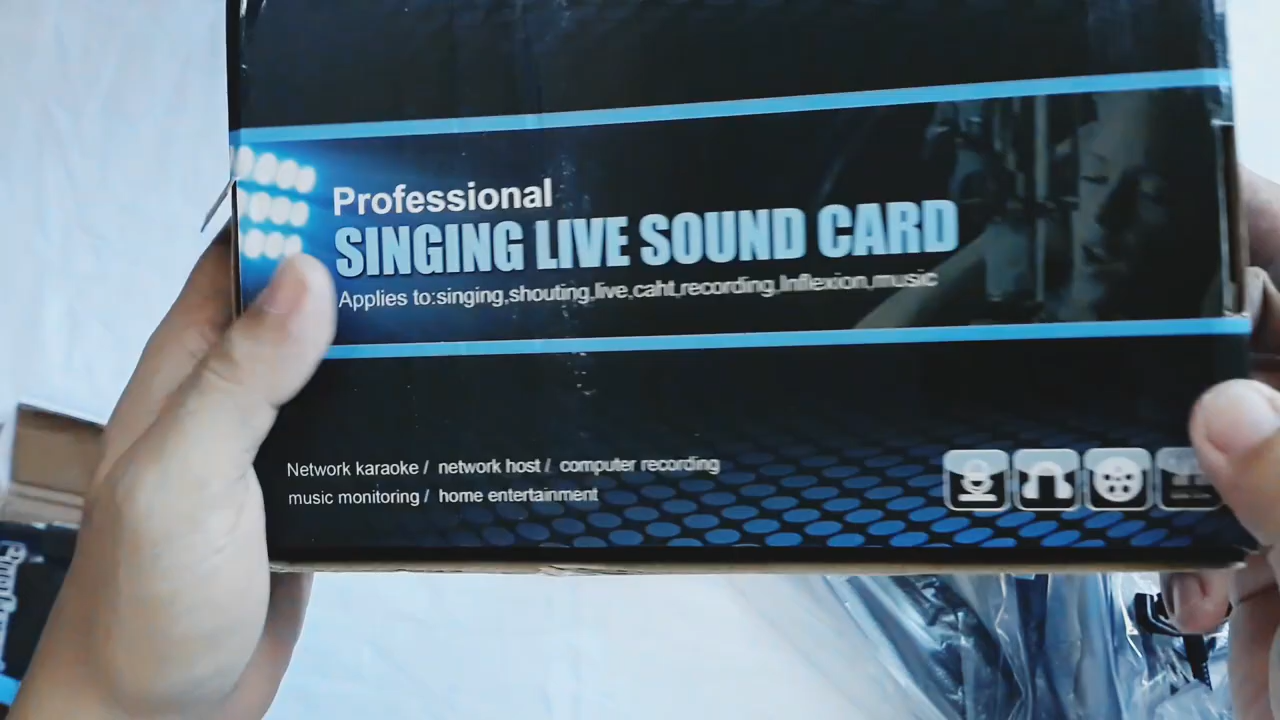 Professional
SINGING LIVE SOUND CARD
Applies to:singing,shouting,live,caht,recording,Inflexion,music
Network karaoke / network host / computer recording
music monitoring / home entertainment